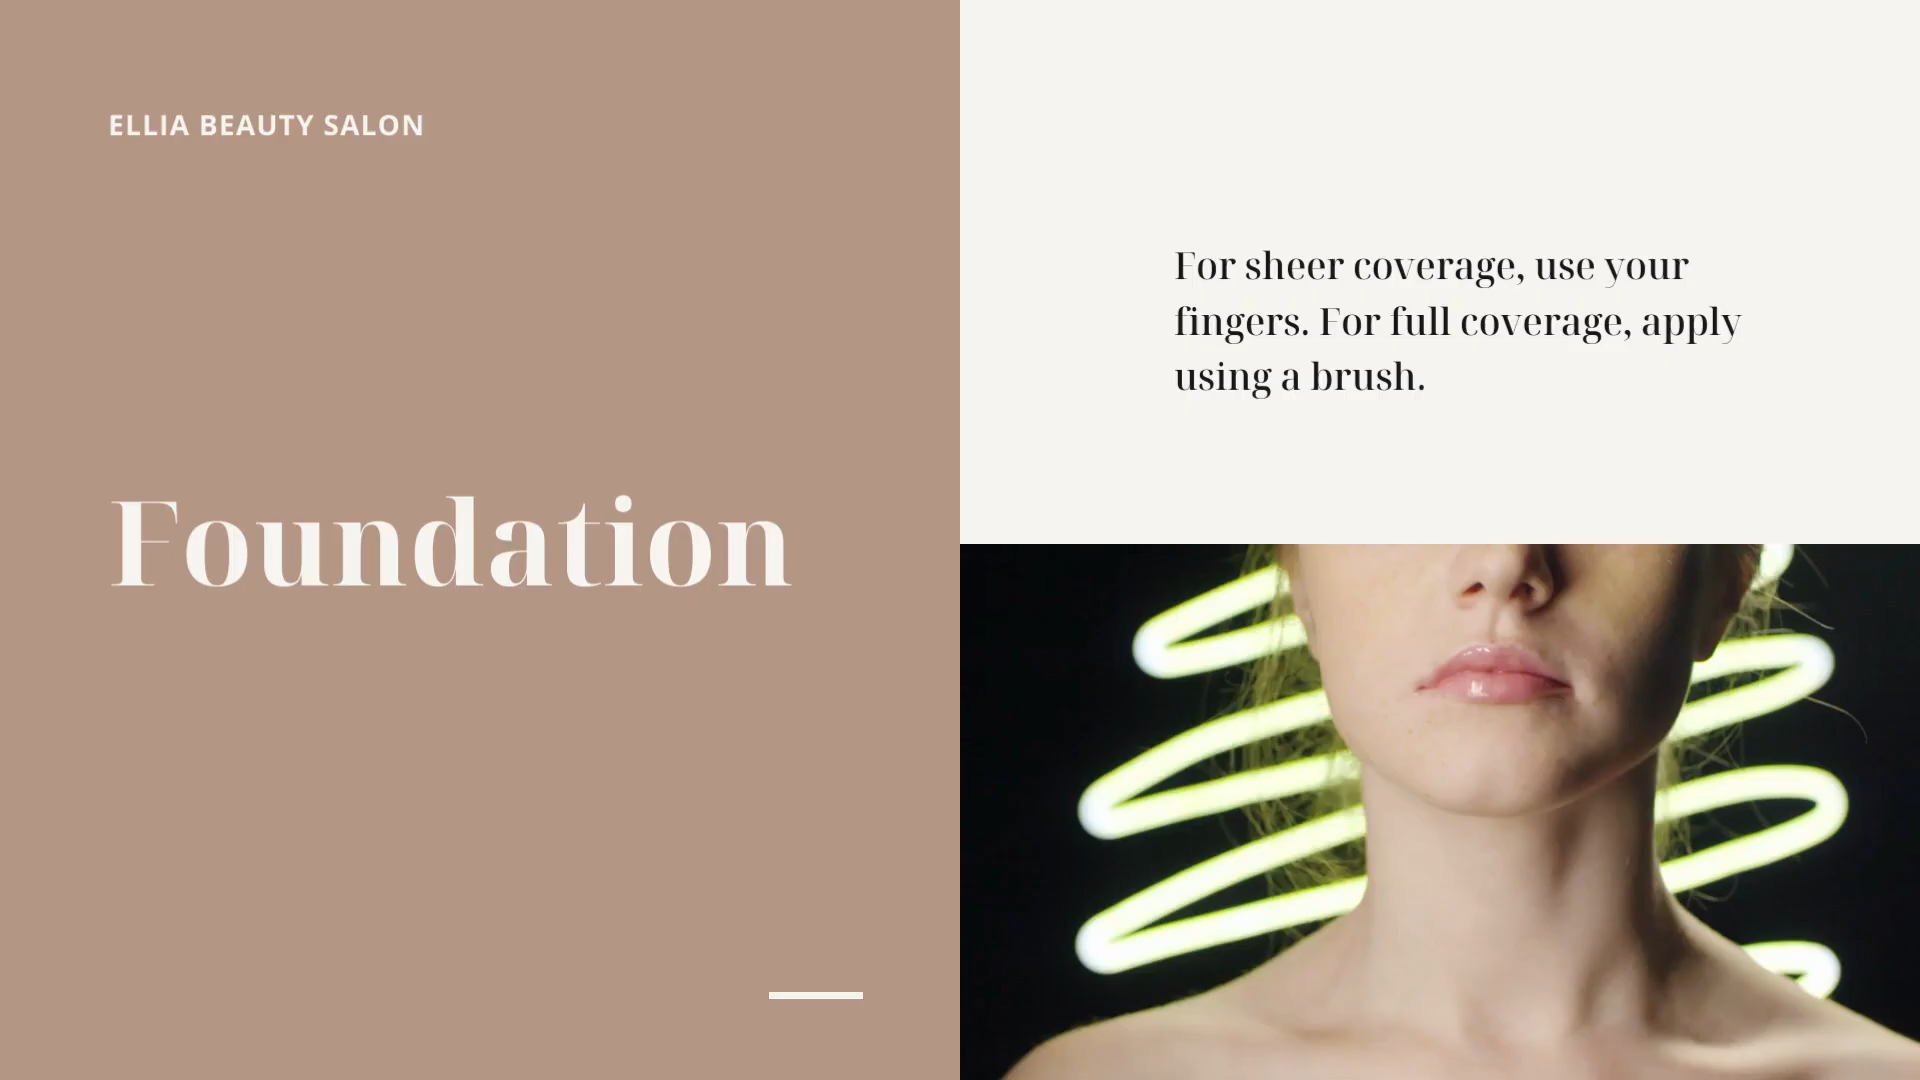 ELLIA BEAUTY SALON
Foundation
For sheer coverage, use your
fingers. For full coverage, apply
using a brush.